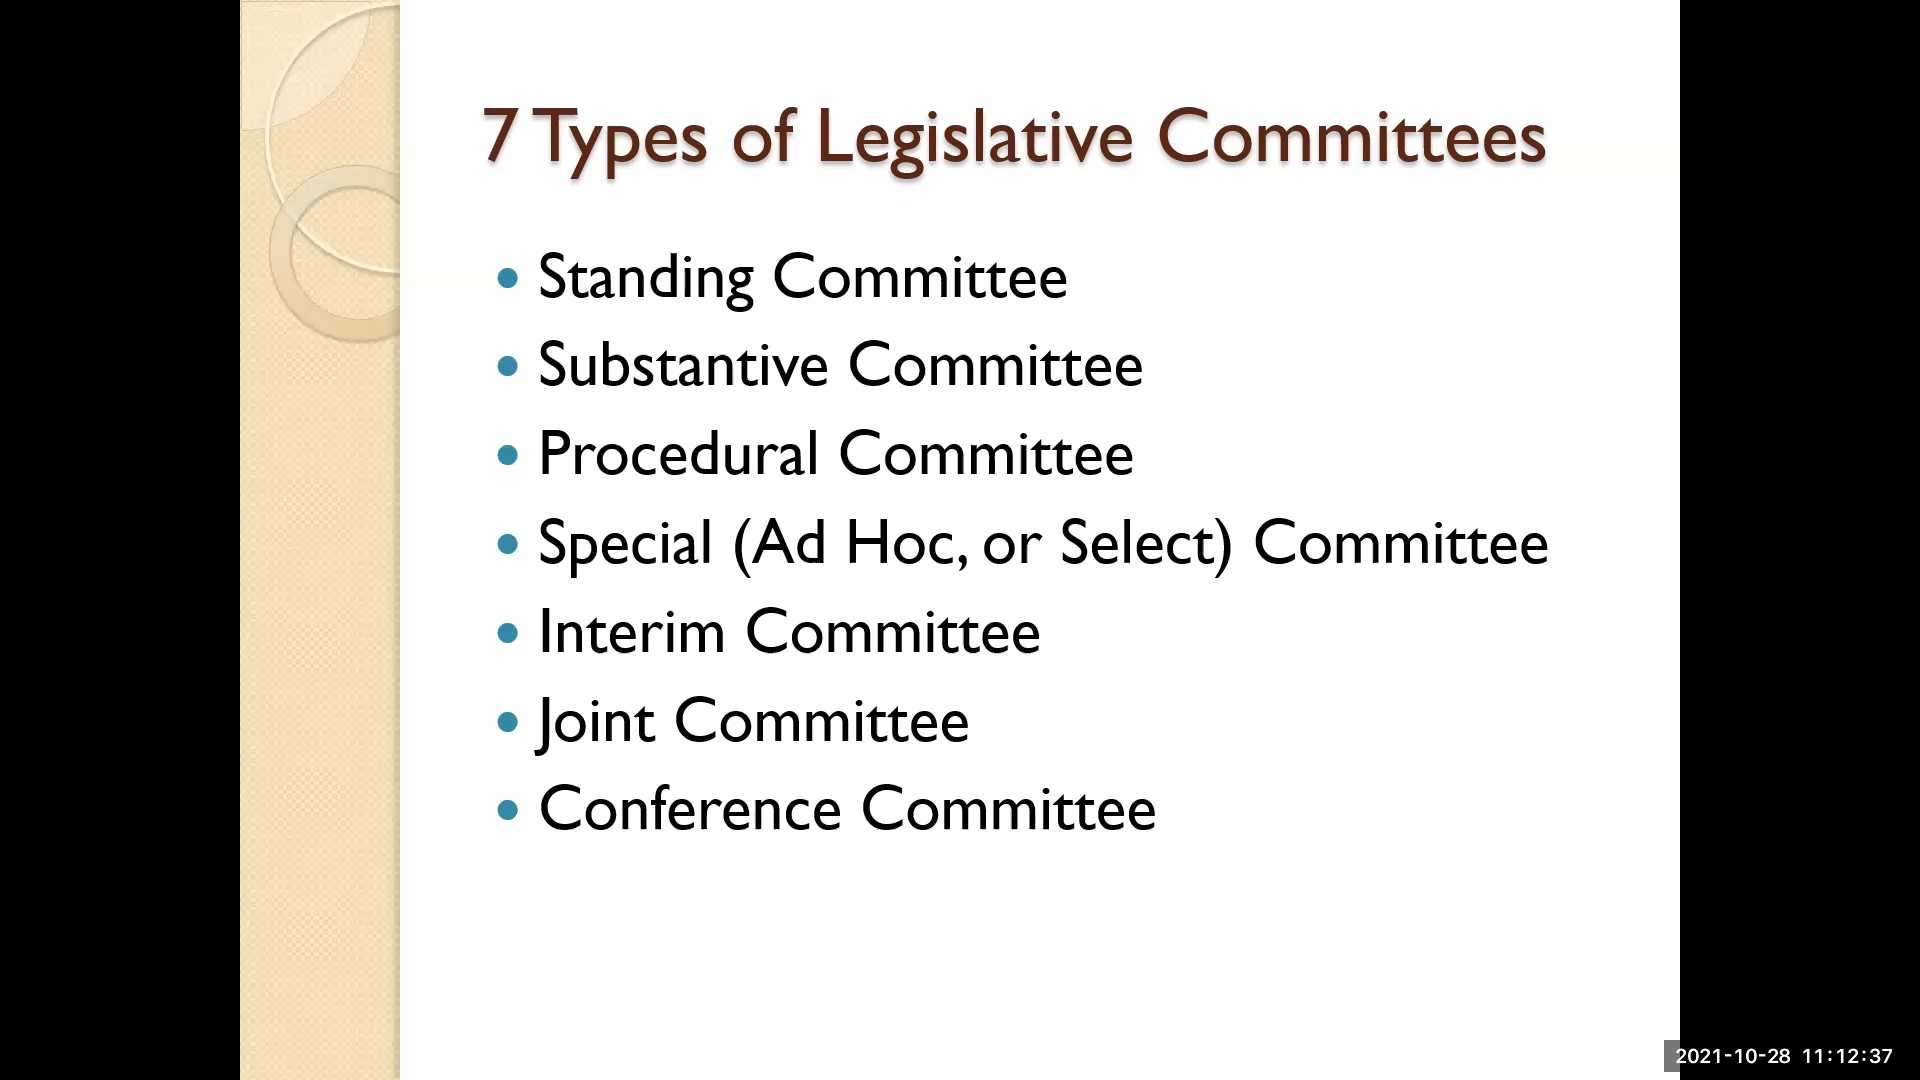 7 Types of Legislative Committees
Standing Committee
Substantive Committee
Procedural Committee
Special (Ad Hoc, or Select) Committee
Interim Committee
Joint Committee
Conference Committee
2021-10-28 11:12:37